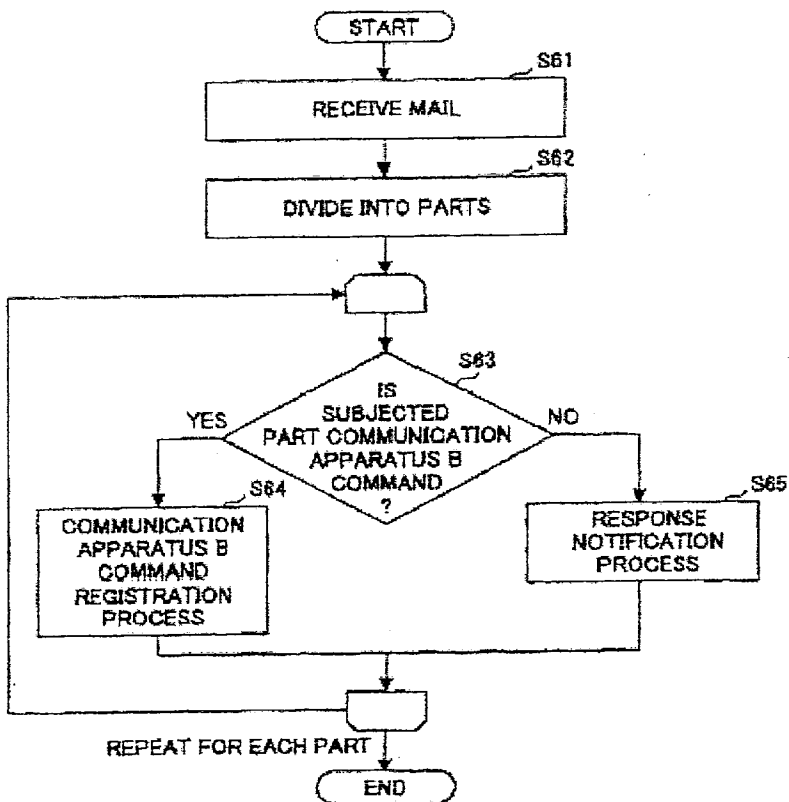 START
S61
RECEIVE MAIL
S62
DIVIDE INTO PARTS
S63
IS
SUBJECTED
PART COMMUNICATION
APPARATUS B
COMMAND
?
YES
NO
S64
COMMUNICATION
APPARATUS B
COMMAND
REGISTRATION
PROCESS
S65
RESPONSE
NOTIFICATION
PROCESS
REPEAT FOR EACH PART
END